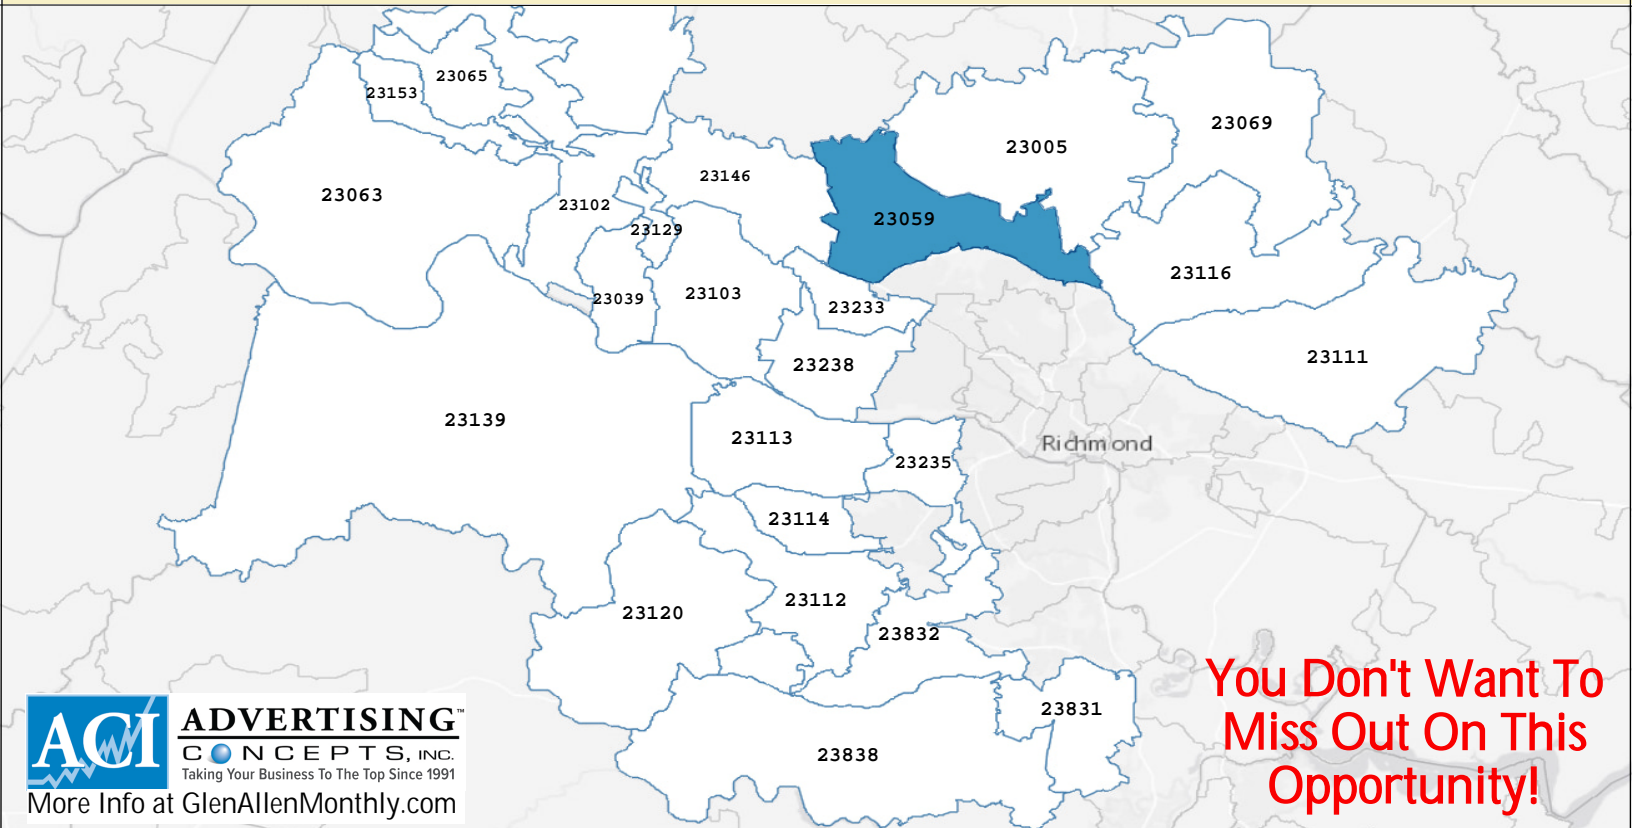 23065
23153
23069
23005
23146
23063
23102
23059
23129
23116
23103
23039
23233
23111
23238
23139
23113
Richmond
23235
23114
23112
23120
23832
You Don't Want To
Miss Out On This
Opportunity!
23831
23838
ACI
ADVERTISING™
CONCEPTS, INC.
Taking Your Business To The Top Since 1991
More Info at GlenAllenMonthly.com